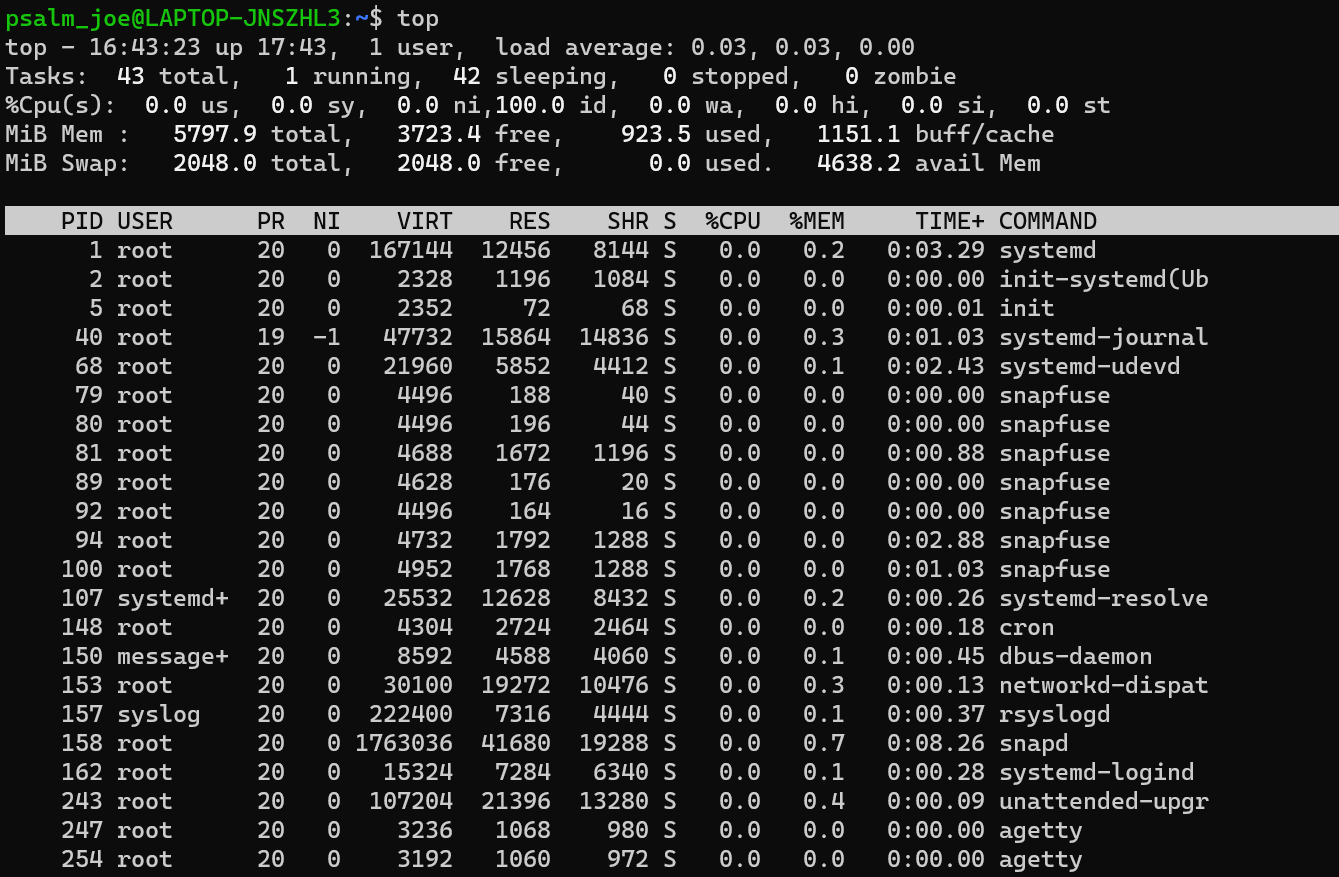 psalm_joe@LAPTOP-JNSZHL3:~$ top
top - 16:43:23 up 17:43,  1 user,  load average: 0.03, 0.03, 0.00
Tasks:  43 total,   1 running,  42 sleeping,   0 stopped,   0 zombie
%Cpu(s):  0.0 us,  0.0 sy,  0.0 ni,100.0 id,  0.0 wa,  0.0 hi,  0.0 si,  0.0 st
MiB Mem :   5797.9 total,   3723.4 free,    923.5 used,   1151.1 buff/cache
MiB Swap:   2048.0 total,   2048.0 free,      0.0 used.   4638.2 avail Mem
    PID USER      PR  NI    VIRT    RES    SHR S  %CPU  %MEM     TIME+ COMMAND
      1 root      20   0  167144  12456   8144 S   0.0   0.2   0:03.29 systemd
      2 root      20   0    2328   1196   1084 S   0.0   0.0   0:00.00 init-systemd(Ub
      5 root      20   0    2352     72     68 S   0.0   0.0   0:00.01 init
     40 root      19  -1   47732  15864  14836 S   0.0   0.3   0:01.03 systemd-journal
     68 root      20   0   21960   5852   4412 S   0.0   0.1   0:02.43 systemd-udevd
     79 root      20   0    4496    188     40 S   0.0   0.0   0:00.00 snapfuse
     80 root      20   0    4496    196     44 S   0.0   0.0   0:00.00 snapfuse
     81 root      20   0    4688   1672   1196 S   0.0   0.0   0:00.88 snapfuse
     89 root      20   0    4628    176     20 S   0.0   0.0   0:00.00 snapfuse
     92 root      20   0    4496    164     16 S   0.0   0.0   0:00.00 snapfuse
     94 root      20   0    4732   1792   1288 S   0.0   0.0   0:02.88 snapfuse
    100 root      20   0    4952   1768   1288 S   0.0   0.0   0:01.03 snapfuse
    107 systemd+  20   0   25532  12628   8432 S   0.0   0.2   0:00.26 systemd-resolve
    148 root      20   0    4304   2724   2464 S   0.0   0.0   0:00.18 cron
    150 message+  20   0    8592   4588   4060 S   0.0   0.1   0:00.45 dbus-daemon
    153 root      20   0   30100  19272  10476 S   0.0   0.3   0:00.13 networkd-dispat
    157 syslog    20   0  222400   7316   4444 S   0.0   0.1   0:00.37 rsyslogd
    158 root      20   0 1763036  41680  19288 S   0.0   0.7   0:08.26 snapd
    162 root      20   0   15324   7284   6340 S   0.0   0.1   0:00.28 systemd-logind
    243 root      20   0  107204  21396  13280 S   0.0   0.4   0:00.09 unattended-upgr
    247 root      20   0    3236   1068    980 S   0.0   0.0   0:00.00 agetty
    254 root      20   0    3192   1060    972 S   0.0   0.0   0:00.00 agetty